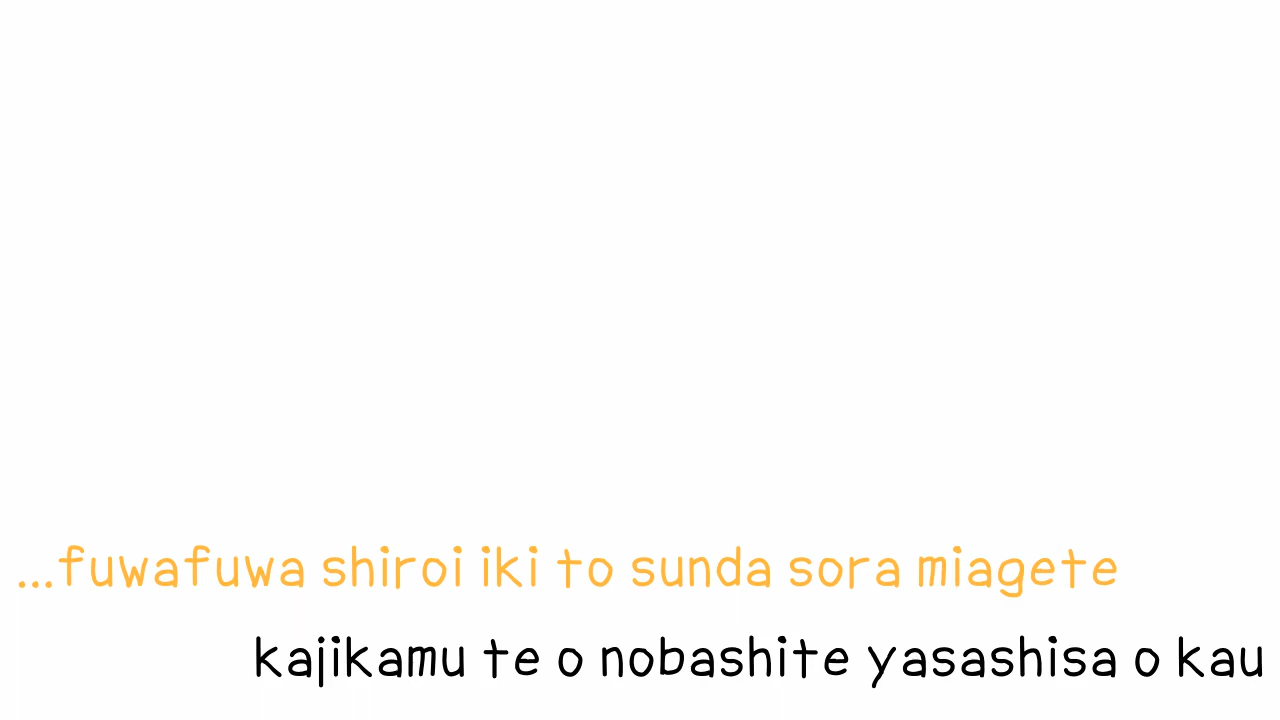 ...fuwafuwa shiroi iki to sunda sora miagete
kajikamu te o nobashite yasashisa o kau